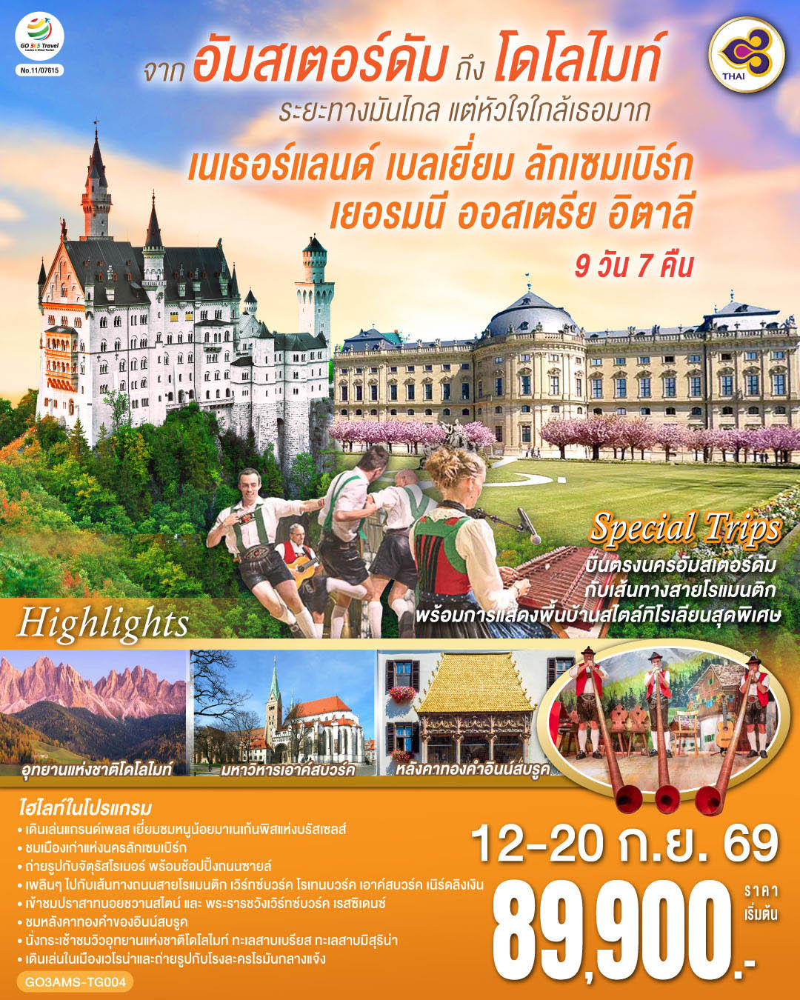 GO 365 Travel
Leaders in Global Tourism
No.11/07615
THAI
จาก อัมสเตอร์ดัม ถึง โดโลไมท์
ระยะทางมันไกล แต่หัวใจใกล้เธอมาก
เนเธอร์แลนด์ เบลเยี่ยม ลักเซมเบิร์ก
เยอรมนี ออสเตรีย อิตาลี
9 วัน 7 คืน
Special Trips
บินตรงนครอัมสเตอร์ดัม
กับเส้นทางสายโรแมนติก
พร้อมการแสดงพื้นบ้านสไตล์ทิโรเลียนสุดพิเศษ
Highlights
อุทยานแห่งชาติโดโลไมท์
มหาวิหารเอาค์สบวร์ค
หลังคาทองคำอินน์สบรูค
ไฮไลท์ในโปรแกรม
• เดินเล่นแกรนด์เพลส เยี่ยมชมหนูน้อยมาเนเก้นพิสแห่งบรัสเซลส์
• ชมเมืองเก่าแห่งนครลักเซมเบิร์ก
• ถ่ายรูปกับจัตุรัสโรเมอร์ พร้อมช้อปปิ้งถนนซายล์
• เพลินๆ ไปกับเส้นทางถนนสายโรแมนติก เวิร์ทซ์บวร์ค โรเทนบวร์ค เอาค์สบวร์ค เนิร์ดลิงเงิน
• เข้าชมปราสาทนอยชวานสไตน์ และ พระราชวังเวิร์ทซ์บวร์ค เรสซิเดนซ์
• ชมหลังคาทองคำของอินน์สบรูค
• นั่งกระเช้าชมวิวอุทยานแห่งชาติโดโลไมท์ ทะเลสาบเบรียส ทะเลสาบมิสุริน่า
• เดินเล่นในเมืองเวโรน่าและถ่ายรูปกับโรงละครโรมันกลางแจ้ง
GO3AMS-TG004
12-20 ก.ย. 69
89,900.-
ราคา
เริ่มต้น